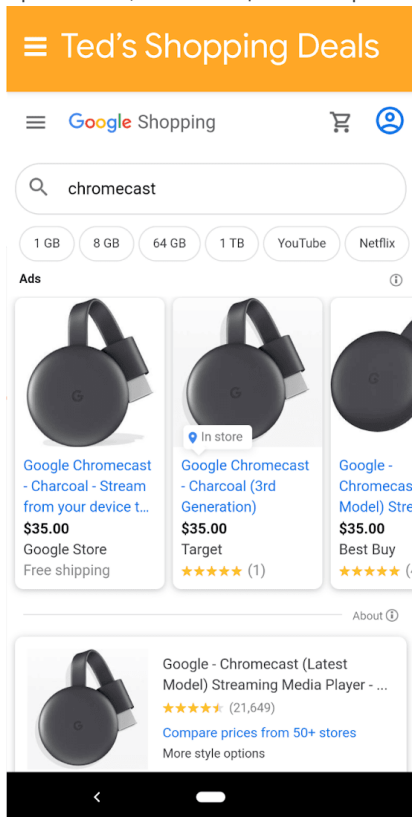 Ted's Shopping Deals
Google Shopping
chromecast
1 GB 8 GB 64 GB 1 TB YouTube Netflix
Ads
In store
Google Chromecast
- Charcoal - Stream
from your device t...
$35.00
Google Store
Free shipping
Google Chromecast
- Charcoal (3rd
Generation)
$35.00
Target
(1)
Google -
Chromecas
Model) Stre
$35.00
Best Buy
About
Google - Chromecast (Latest
Model) Streaming Media Player - ...
(21,649)
Compare prices from 50+ stores
More style options